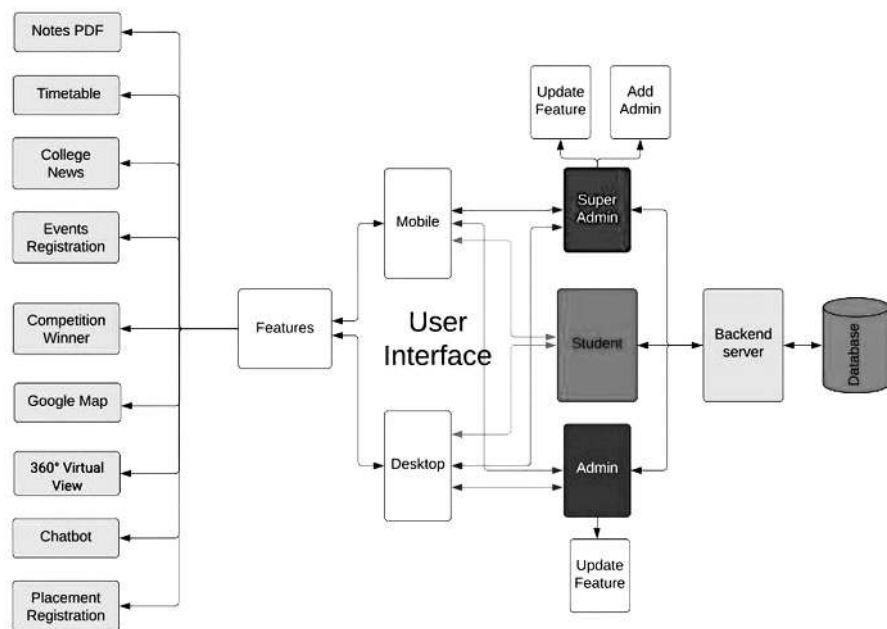 Notes PDF
Timetable
College
News
Events
Registration
Competition
Winner
Google Map
360° Virtual
View
Chatbot
Placement
Registration
Features
Mobile
User
Interface
Desktop
Update
Feature
Add
Admin
Super
Admin
Student
Admin
Update
Feature
Backend
server
Database